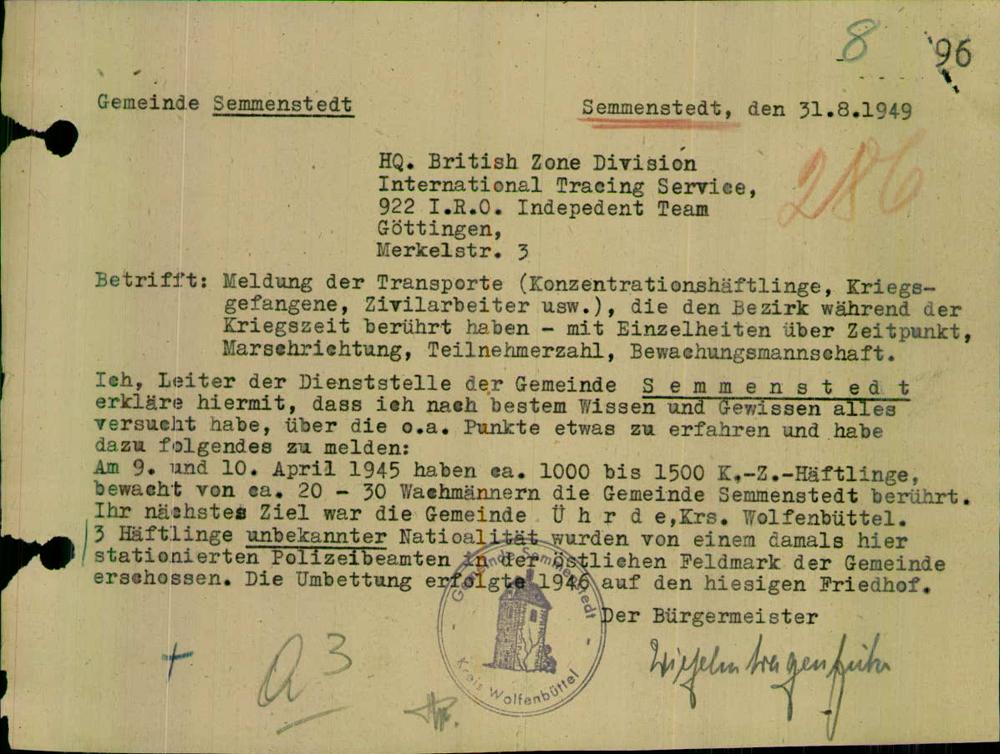 8
96
Gemeinde Semmenstedt
Semmenstedt, den 31.8.1949
286
HQ. British Zone Division
International Tracing Service,
922 I.R.O. Indepedent Team
Göttingen,
Merkelstr. 3
Betrifft: Meldung der Transporte (Konzentrationshäftlinge, Kriegs-
gefangene, Zivilarbeiter usw.), die den Bezirk während der
Kriegszeit berührt haben - mit Einzelheiten über Zeitpunkt,
Marschrichtung, Teilnehmerzahl, Bewachungsmannschaft.
Ich, Leiter der Dienststelle der Gemeinde S e m m e n s t e d t
erkläre hiermit, dass ich nach bestem Wissen und Gewissen alles
versucht habe, über die o.a. Punkte etwas zu erfahren und habe
dazu folgendes zu melden:
Am 9. und 10. April 1945 haben ca. 1000 bis 1500 K.-Z.-Häftlinge,
bewacht von ca. 20 - 30 Wachmännern die Gemeinde Semmenstedt berührt.
Ihr nächstes Ziel war die Gemeinde Ü h r d e, Krs. Wolfenbüttel.
3 Häftlinge unbekannter Natioalität wurden von einem damals hier
stationierten Polizeibeamten in der östlichen Feldmark der Gemeinde
erschossen. Die Umbettung erfolgte 1946 auf den hiesigen Friedhof.
Der Bürgermeister
Gemeinde Semmenstedt
Kreis Wolfenbüttel
a 3